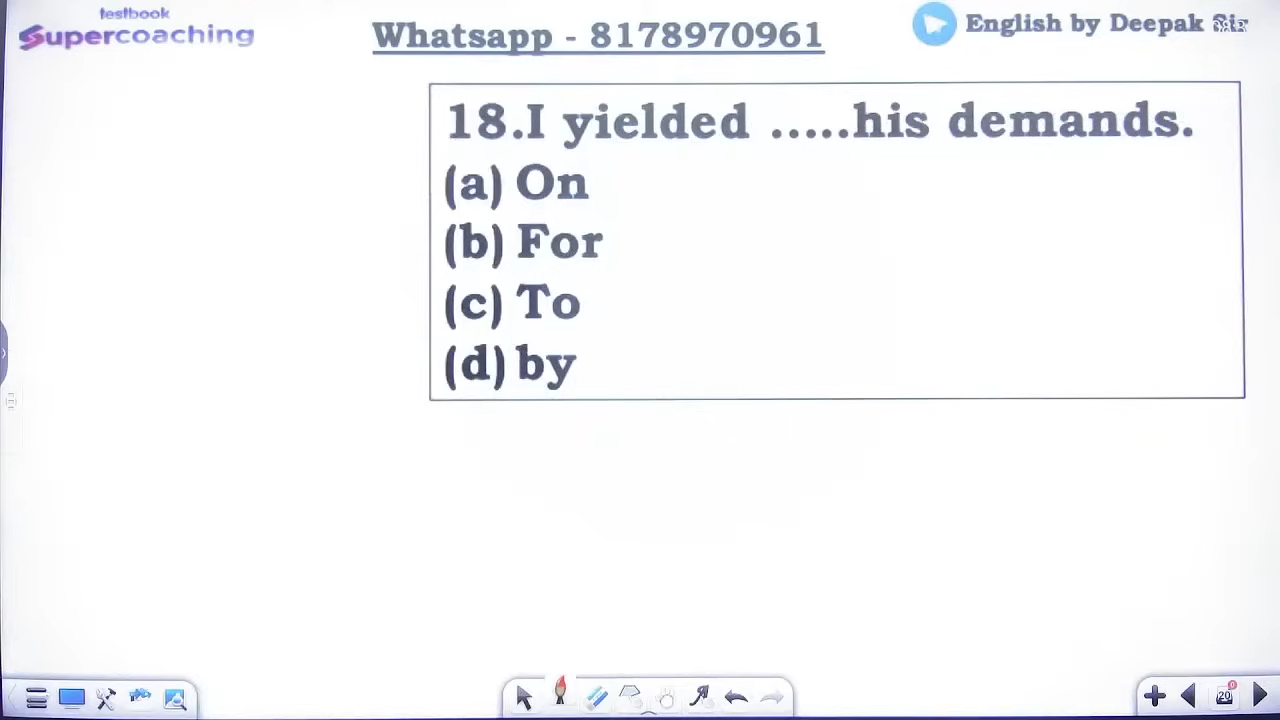 testbook
Supercoaching
Whatsapp - 8178970961
English by Deepak Sir
18.I yielded .....his demands.
(a) On
(b) For
(c) To
(d) by
20